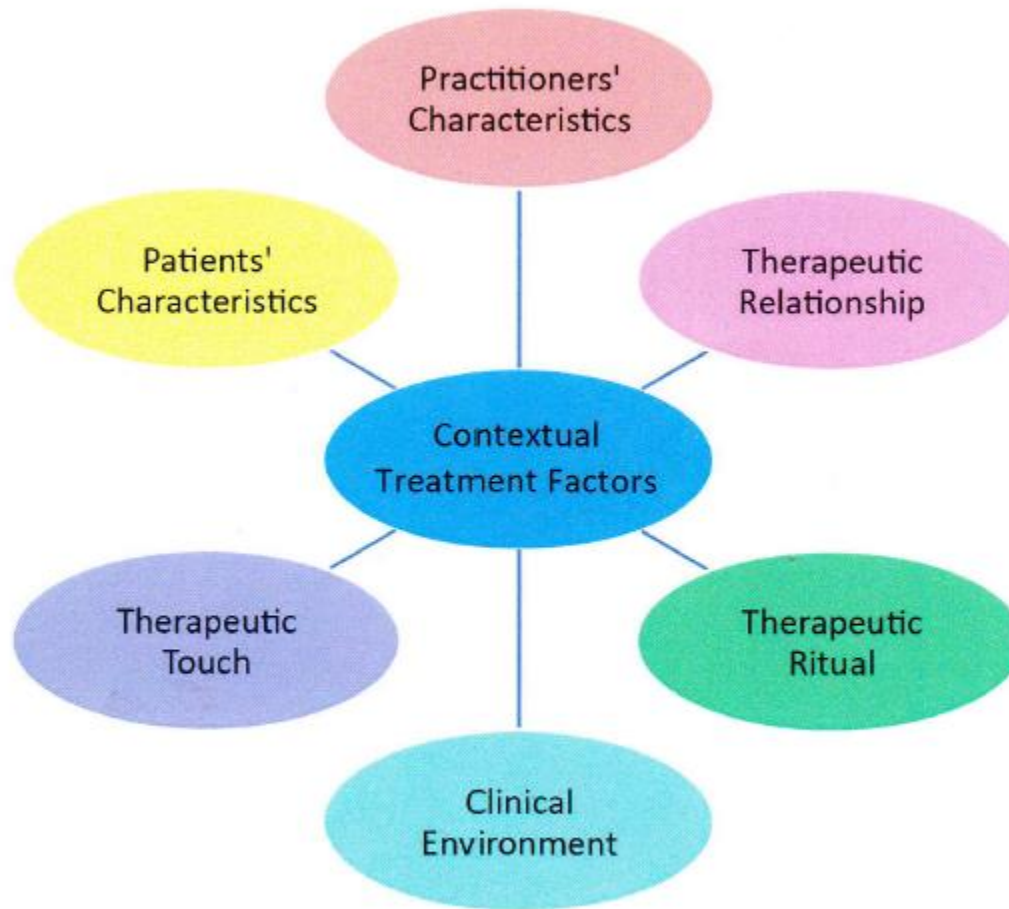 Practitioners'
Characteristics
Patients'
Characteristics
Therapeutic
Relationship
Contextual
Treatment Factors
Therapeutic
Touch
Therapeutic
Ritual
Clinical
Environment